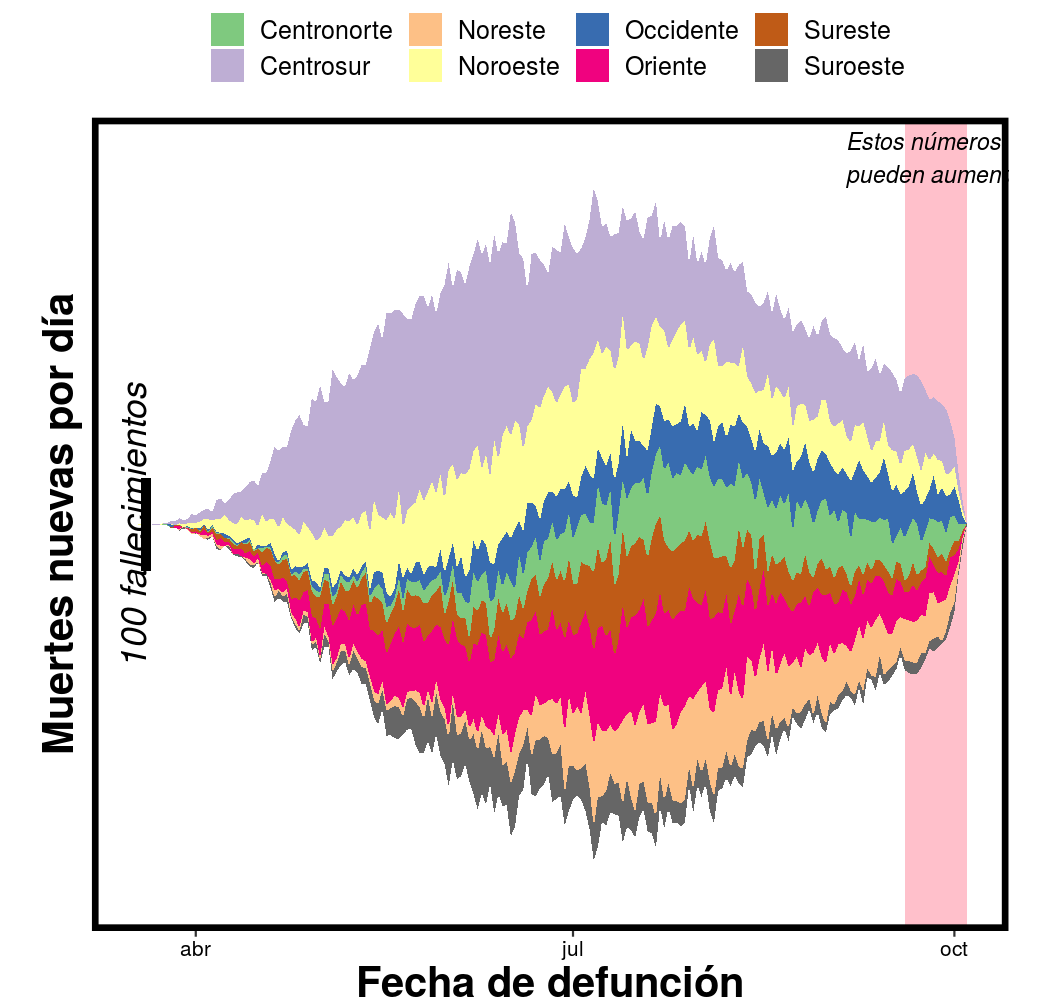 Centronorte Noreste Occidente Sureste
Centrosur Noroeste Oriente Suroeste
Estos números
pueden aumen
Muertes nuevas por día
100 fallecimientos
abr jul oct
Fecha de defunción